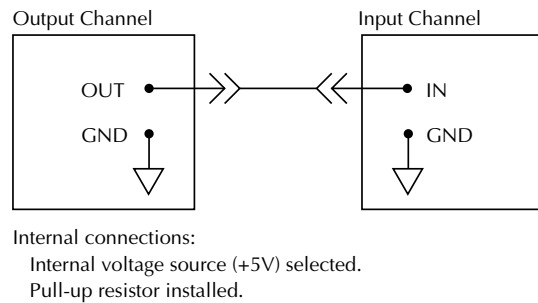 Output Channel
Input Channel
OUT
IN
GND
GND
Internal connections:
Internal voltage source (+5V) selected.
Pull-up resistor installed.